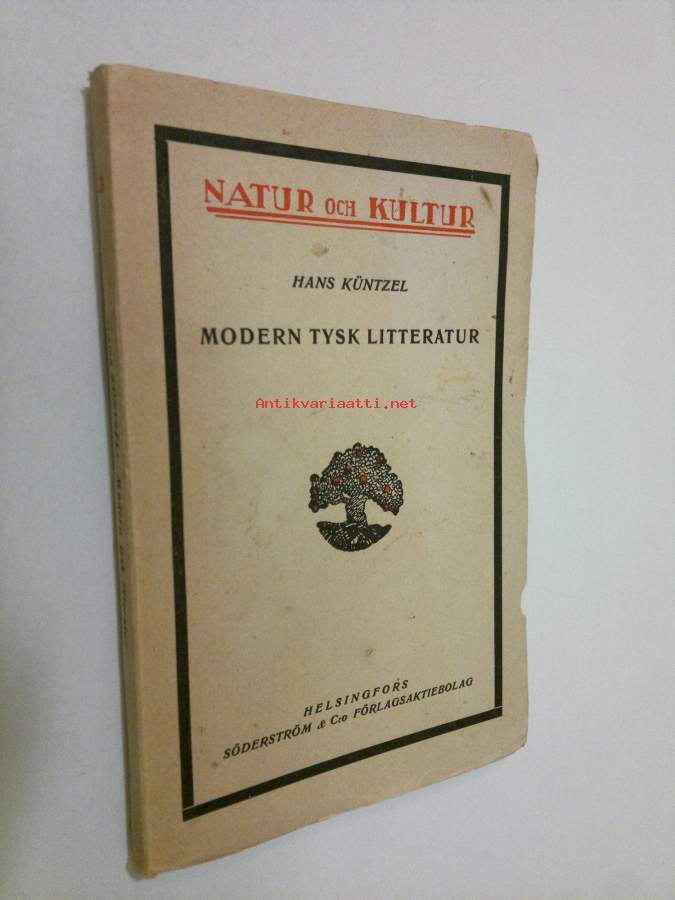 NATUR OCH KULTUR
HANS KÜNTZEL
MODERN TYSK LITTERATUR
Antikvariaatti.net
HELSINGFORS
SÖDERSTRÖM & C:o FÖRLAGSAKTIEBOLAG